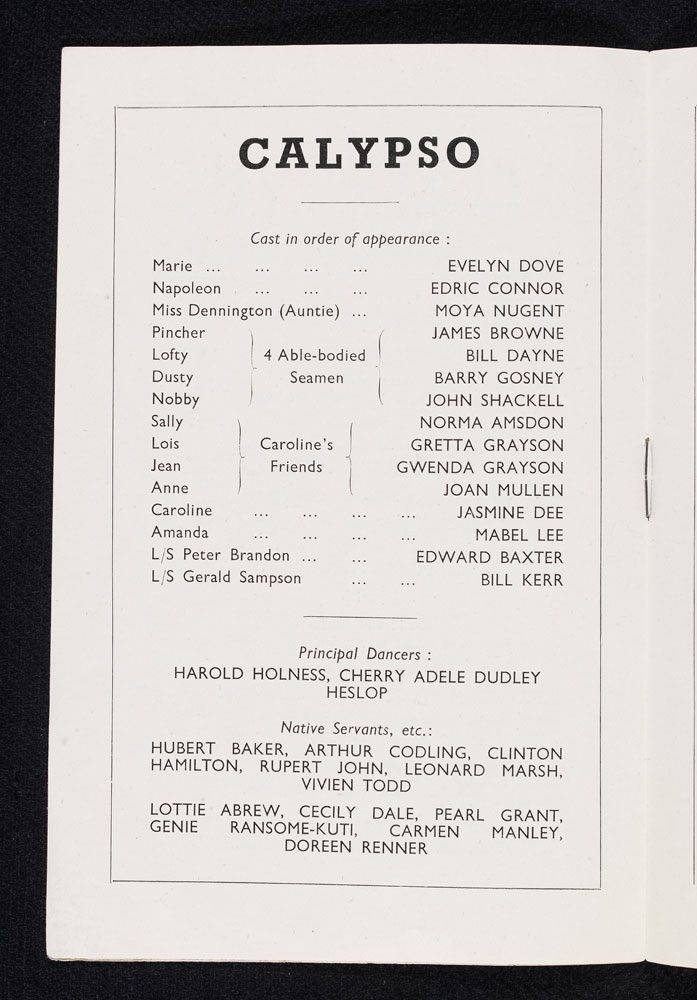 CALYPSO
Cast in order of appearance :
Marie ... ... ... ... EVELYN DOVE
Napoleon ... ... ... EDRIC CONNOR
Miss Dennington (Auntie) ... MOYA NUGENT
Pincher JAMES BROWNE
Lofty 4 Able-bodied BILL DAYNE
Dusty Seamen BARRY GOSNEY
Nobby JOHN SHACKELL
Sally NORMA AMSDON
Lois Caroline's GRETTA GRAYSON
Jean Friends GWENDA GRAYSON
Anne JOAN MULLEN
Caroline ... ... ... ... JASMINE DEE
Amanda ... ... ... ... MABEL LEE
L/S Peter Brandon ... ... EDWARD BAXTER
L/S Gerald Sampson ... ... BILL KERR
Principal Dancers :
HAROLD HOLNESS, CHERRY ADELE DUDLEY
HESLOP
Native Servants, etc.:
HUBERT BAKER, ARTHUR CODLING, CLINTON
HAMILTON, RUPERT JOHN, LEONARD MARSH,
VIVIEN TODD
LOTTIE ABREW, CECILY DALE, PEARL GRANT,
GENIE RANSOME-KUTI, CARMEN MANLEY,
DOREEN RENNER